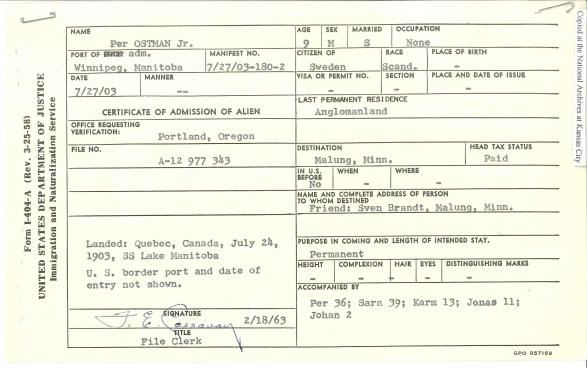 NAME
Per OSTMAN Jr.
AGE SEX MARRIED OCCUPATION
9 M S None
PORT OF ENTRY adm. MANIFEST NO.
Winnipeg, Manitoba 7/27/03-180-2
CITIZEN OF RACE PLACE OF BIRTH
Sweden Scand. -
DATE MANNER
7/27/03 --
VISA OR PERMIT NO. SECTION PLACE AND DATE OF ISSUE
- - -
CERTIFICATE OF ADMISSION OF ALIEN
LAST PERMANENT RESIDENCE
Anglomanland
OFFICE REQUESTING
VERIFICATION: Portland, Oregon
FILE NO.
A-12 977 343
DESTINATION HEAD TAX STATUS
Malung, Minn. Paid
IN U.S. BEFORE WHEN WHERE
No - -
NAME AND COMPLETE ADDRESS OF PERSON
TO WHOM DESTINED
Friend: Sven Brandt, Malung, Minn.
Landed: Quebec, Canada, July 24,
1903, SS Lake Manitoba
U. S. border port and date of
entry not shown.
PURPOSE IN COMING AND LENGTH OF INTENDED STAY.
Permanent
HEIGHT COMPLEXION HAIR EYES DISTINGUISHING MARKS
- - - - -
ACCOMPANIED BY
Per 36; Sara 39; Karm 13; Jonas 11;
Johan 2
SIGNATURE
2/18/63
TITLE
File Clerk
GPO 957169
Form I-404-A (Rev. 3-25-58)
UNITED STATES DEPARTMENT OF JUSTICE
Immigration and Naturalization Service
Copied at the National Archives at Kansas City